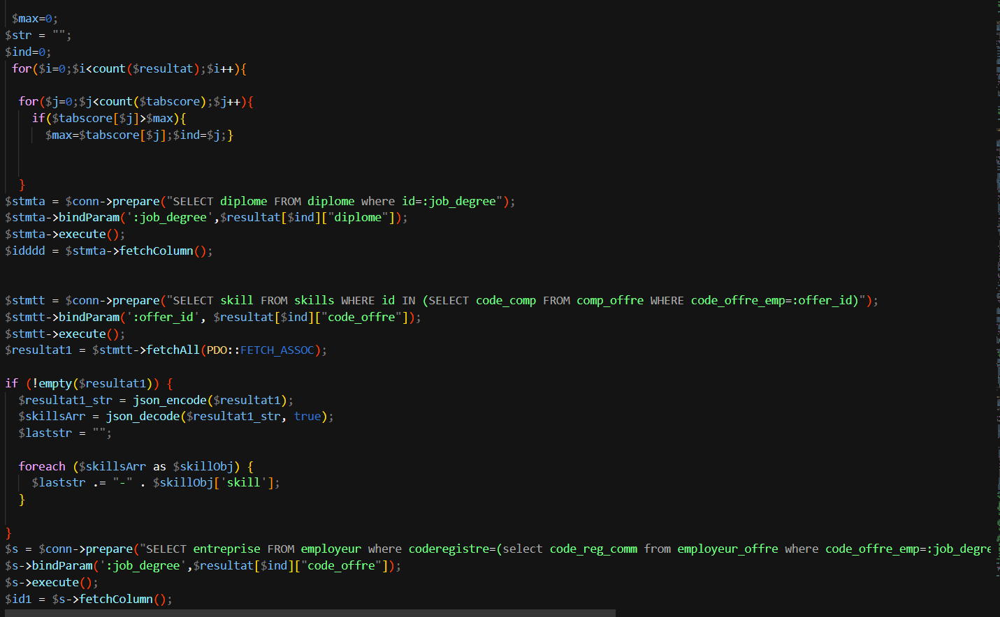 $max=0;
$str = "";
$ind=0;
for($i=0;$i<count($resultat);$i++){
for($j=0;$j<count($tabscore);$j++){
if($tabscore[$j]>$max){
$max=$tabscore[$j];$ind=$j;}
}
$stmta = $conn->prepare("SELECT diplome FROM diplome where id=:job_degree");
$stmta->bindParam(':job_degree',$resultat[$ind]["diplome"]);
$stmta->execute();
$idddd = $stmta->fetchColumn();
$stmtt = $conn->prepare("SELECT skill FROM skills WHERE id IN (SELECT code_comp FROM comp_offre WHERE code_offre_emp=:offer_id)");
$stmtt->bindParam(':offer_id', $resultat[$ind]["code_offre"]);
$stmtt->execute();
$resultat1 = $stmtt->fetchAll(PDO::FETCH_ASSOC);
if (!empty($resultat1)) {
$resultat1_str = json_encode($resultat1);
$skillsArr = json_decode($resultat1_str, true);
$laststr = "";
foreach ($skillsArr as $skillObj) {
$laststr .= "-" . $skillObj['skill'];
}
}
$s = $conn->prepare("SELECT entreprise FROM employeur where coderegistre=(select code_reg_comm from employeur_offre where code_offre_emp=:job_degre
$s->bindParam(':job_degree',$resultat[$ind]["code_offre"]);
$s->execute();
$id1 = $s->fetchColumn();